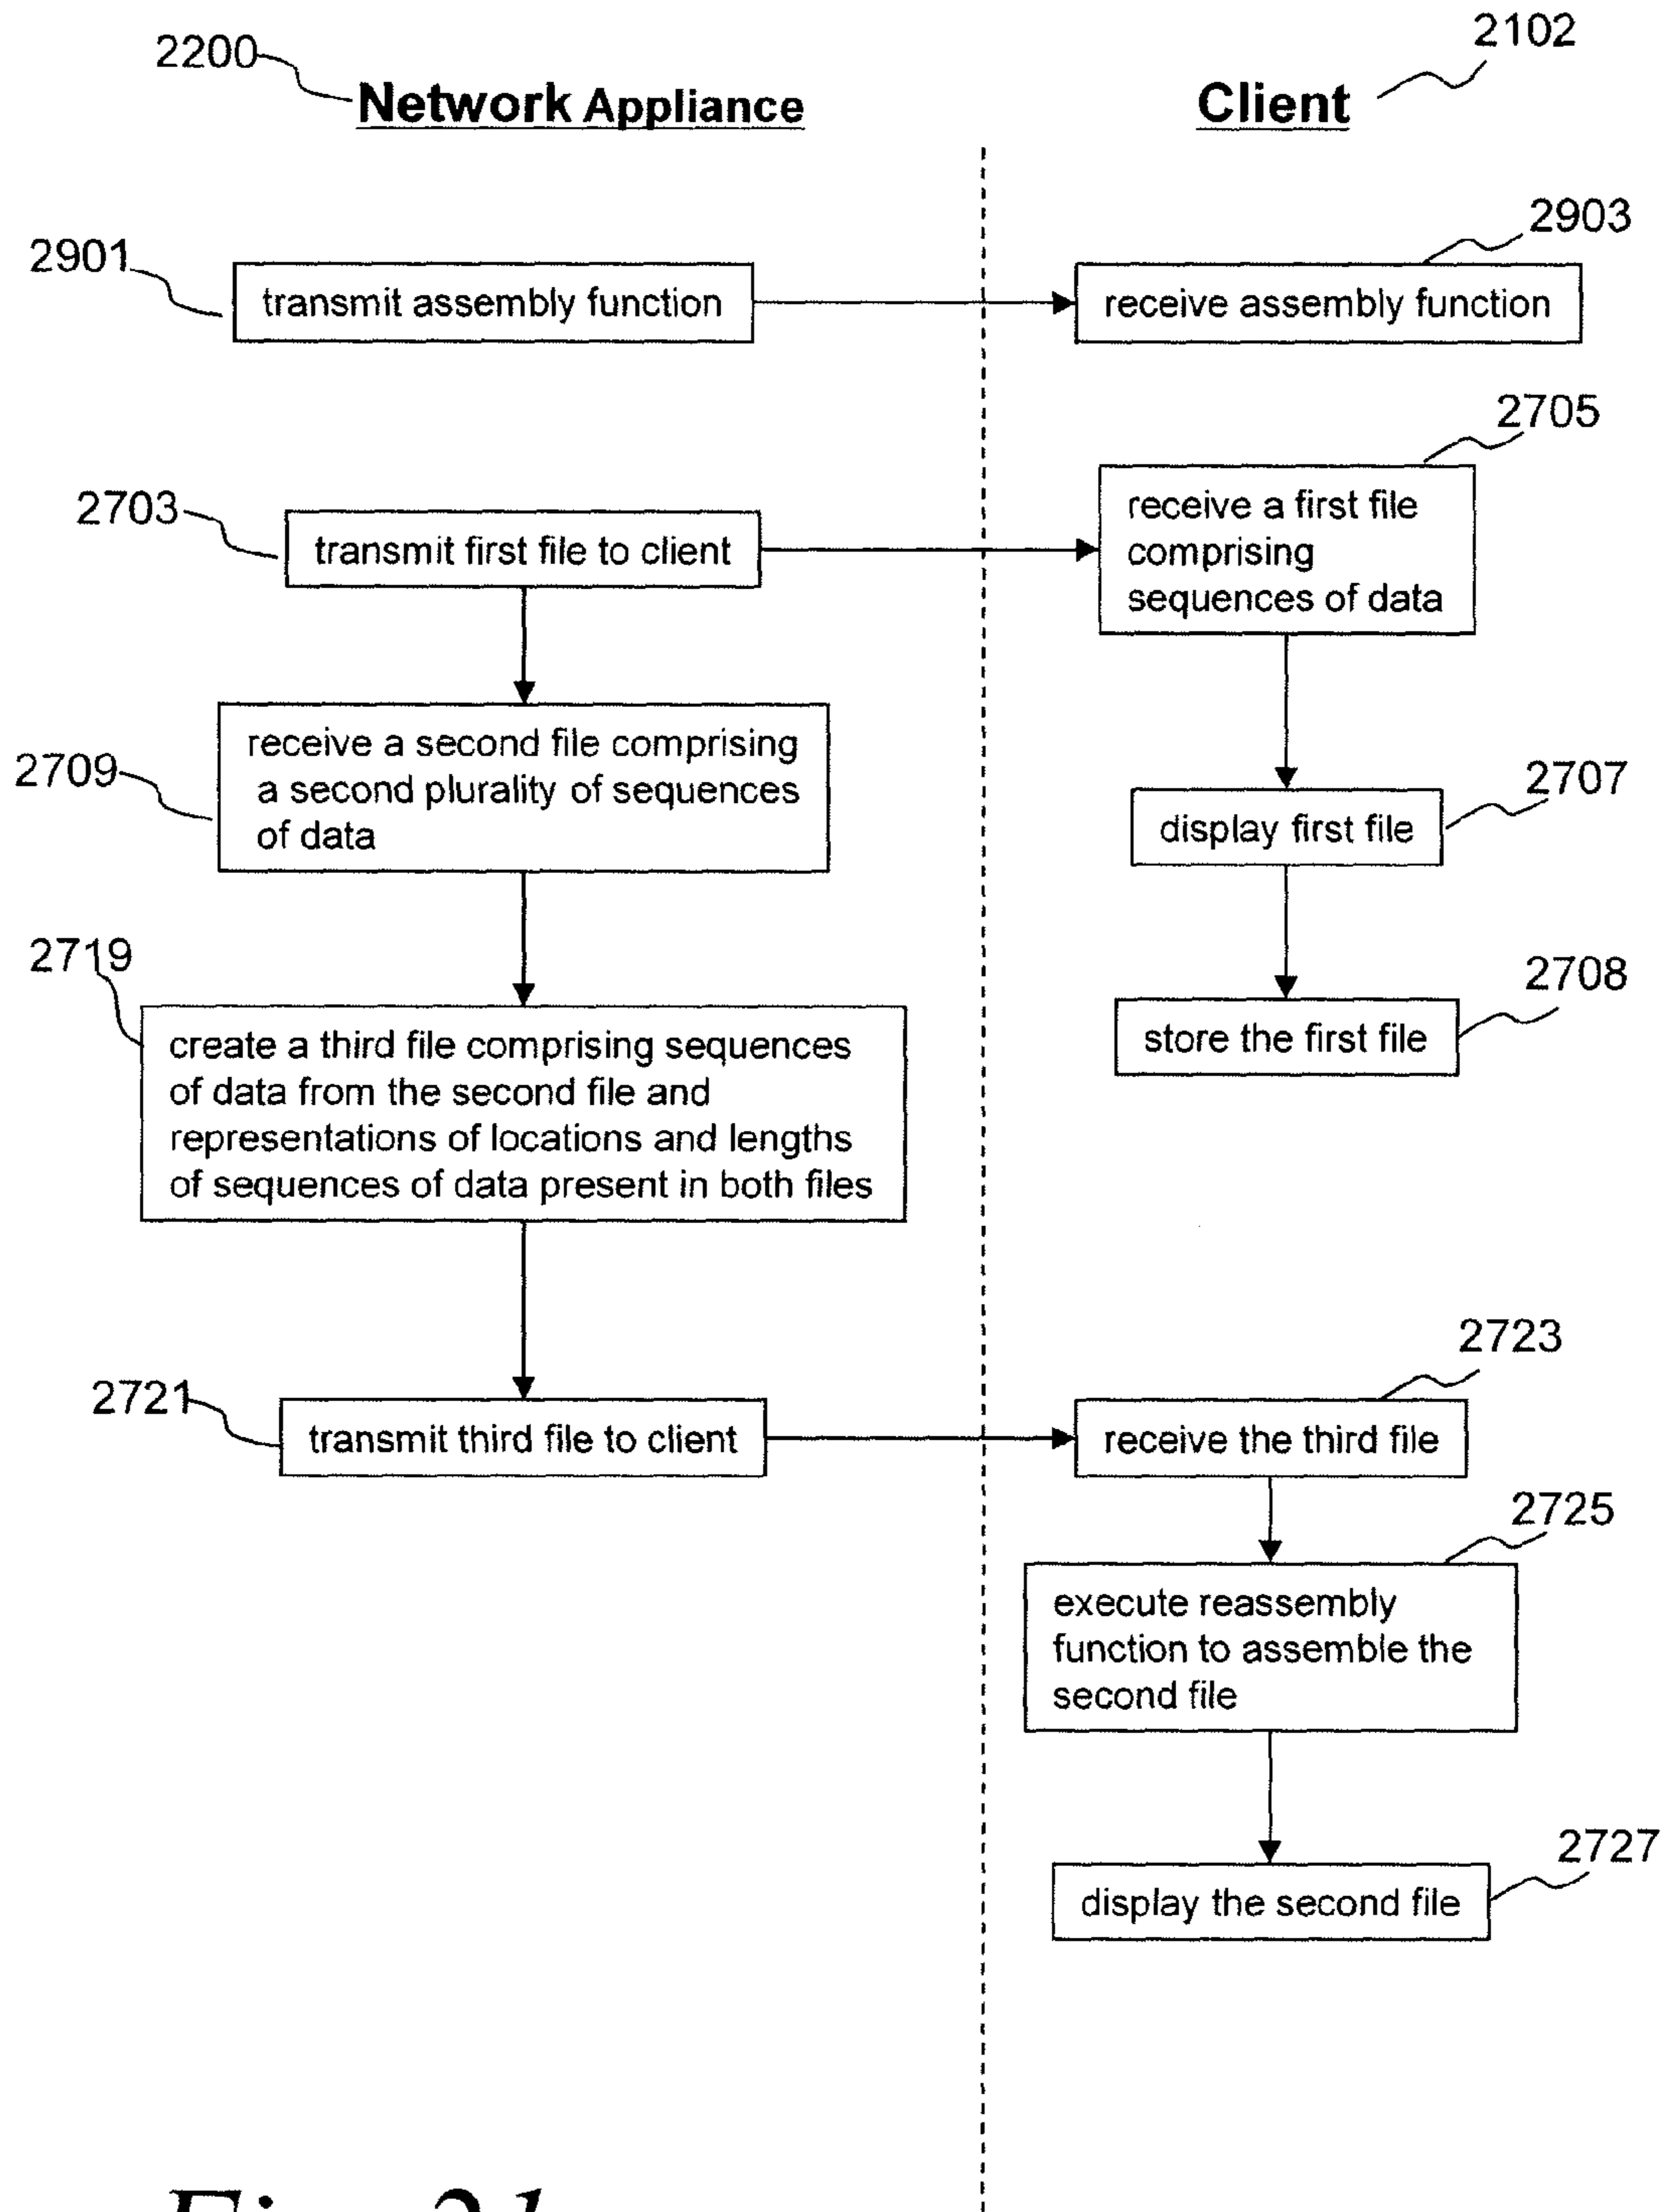 2200
2102
Network Appliance
Client
2901
transmit assembly function
2903
receive assembly function
2703
transmit first file to client
2705
receive a first file
comprising
sequences of data
2709
receive a second file comprising
a second plurality of sequences
of data
2707
display first file
2719
create a third file comprising sequences
of data from the second file and
representations of locations and lengths
of sequences of data present in both files
2708
store the first file
2721
transmit third file to client
2723
receive the third file
2725
execute reassembly
function to assemble the
second file
2727
display the second file